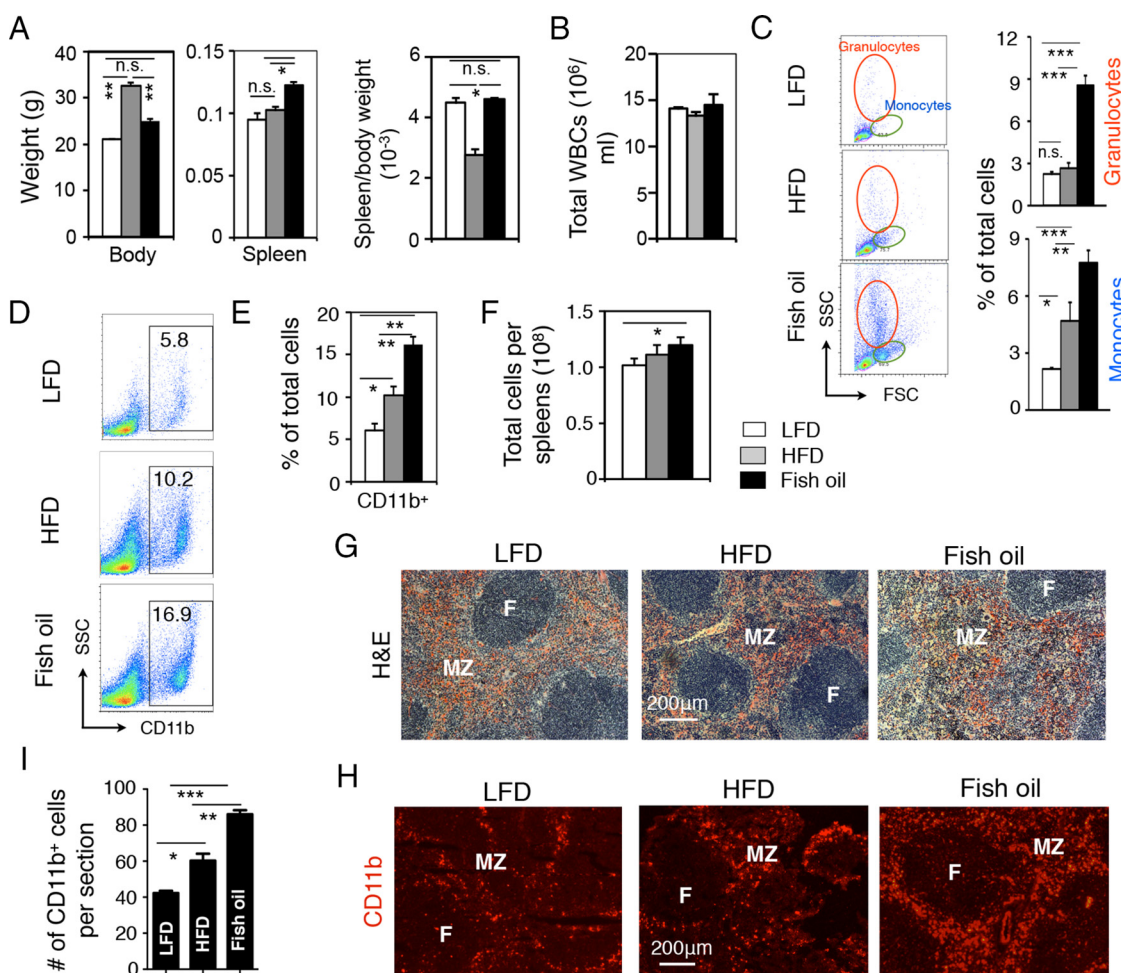 A
Weight (g)
40
30
20
10
0
n.s.
**
**
Body
0.15
0.1
0.05
0
*
n.s.
Spleen
Spleen/body weight
(10-3)
6
4
2
0
n.s.
*
B
Total WBCs (10⁶/
ml)
20
15
10
5
0
C
LFD
HFD
Fish oil
Granulocytes
Monocytes
SSC
FSC
% of total cells
12
9
6
3
0
***
***
n.s.
Granulocytes
9
6
3
0
***
**
*
Monocytes
D
LFD
5.8
HFD
10.2
Fish oil
16.9
SSC
CD11b
E
% of total cells
20
15
10
5
0
**
**
*
CD11b+
F
Total cells per
spleens (10⁸)
1.5
1.0
0.5
0
*
LFD
HFD
Fish oil
G
LFD
HFD
Fish oil
H&E
F
MZ
MZ
F
200µm
F
MZ
H
LFD
HFD
Fish oil
CD11b
MZ
F
MZ
F
200µm
MZ
F
I
# of CD11b⁺ cells
per section
100
80
60
40
20
0
***
**
*
LFD
HFD
Fish oil